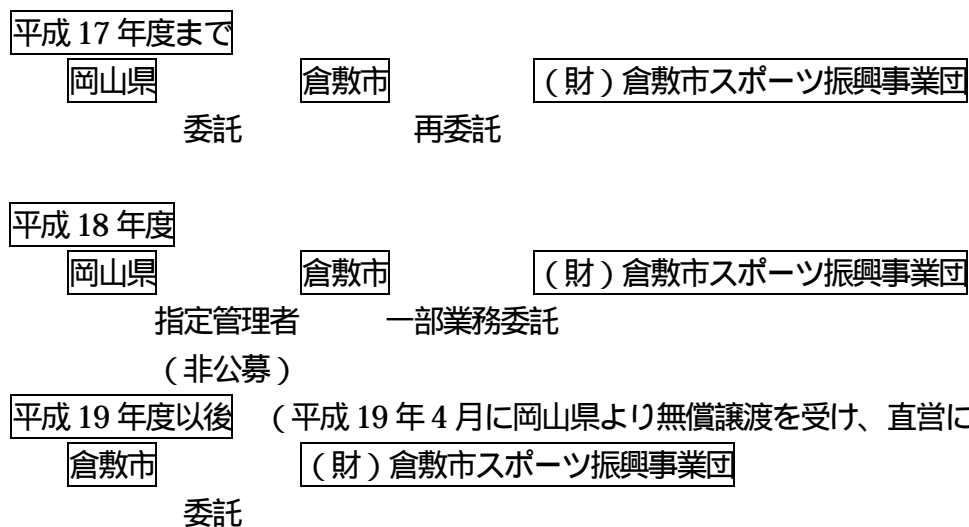 平成 17 年度まで
岡山県 倉敷市 （財）倉敷市スポーツ振興事業団
委託 再委託
平成 18 年度
岡山県 倉敷市 （財）倉敷市スポーツ振興事業団
指定管理者 一部業務委託
（非公募）
平成 19 年度以後 （平成 19 年 4 月に岡山県より無償譲渡を受け、直営に
倉敷市 （財）倉敷市スポーツ振興事業団
委託